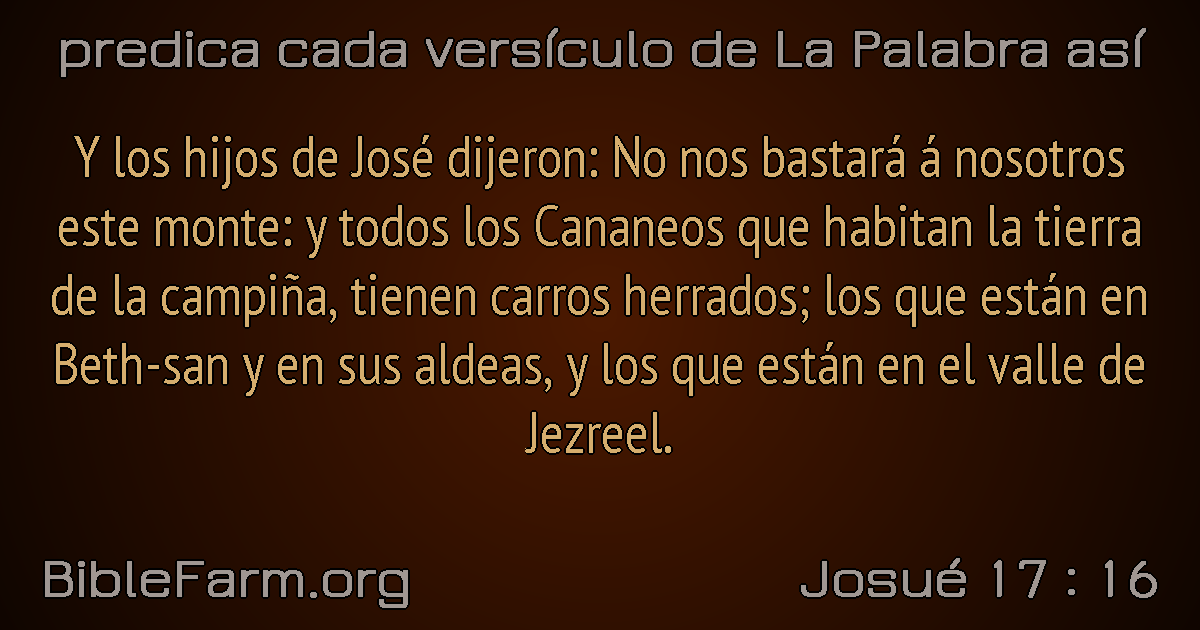 predica cada versículo de La Palabra así
Y los hijos de José dijeron: No nos bastará á nosotros
este monte: y todos los Cananeos que habitan la tierra
de la campiña, tienen carros herrados; los que están en
Beth-san y en sus aldeas, y los que están en el valle de
Jezreel.
BibleFarm.org
Josué 17 : 16